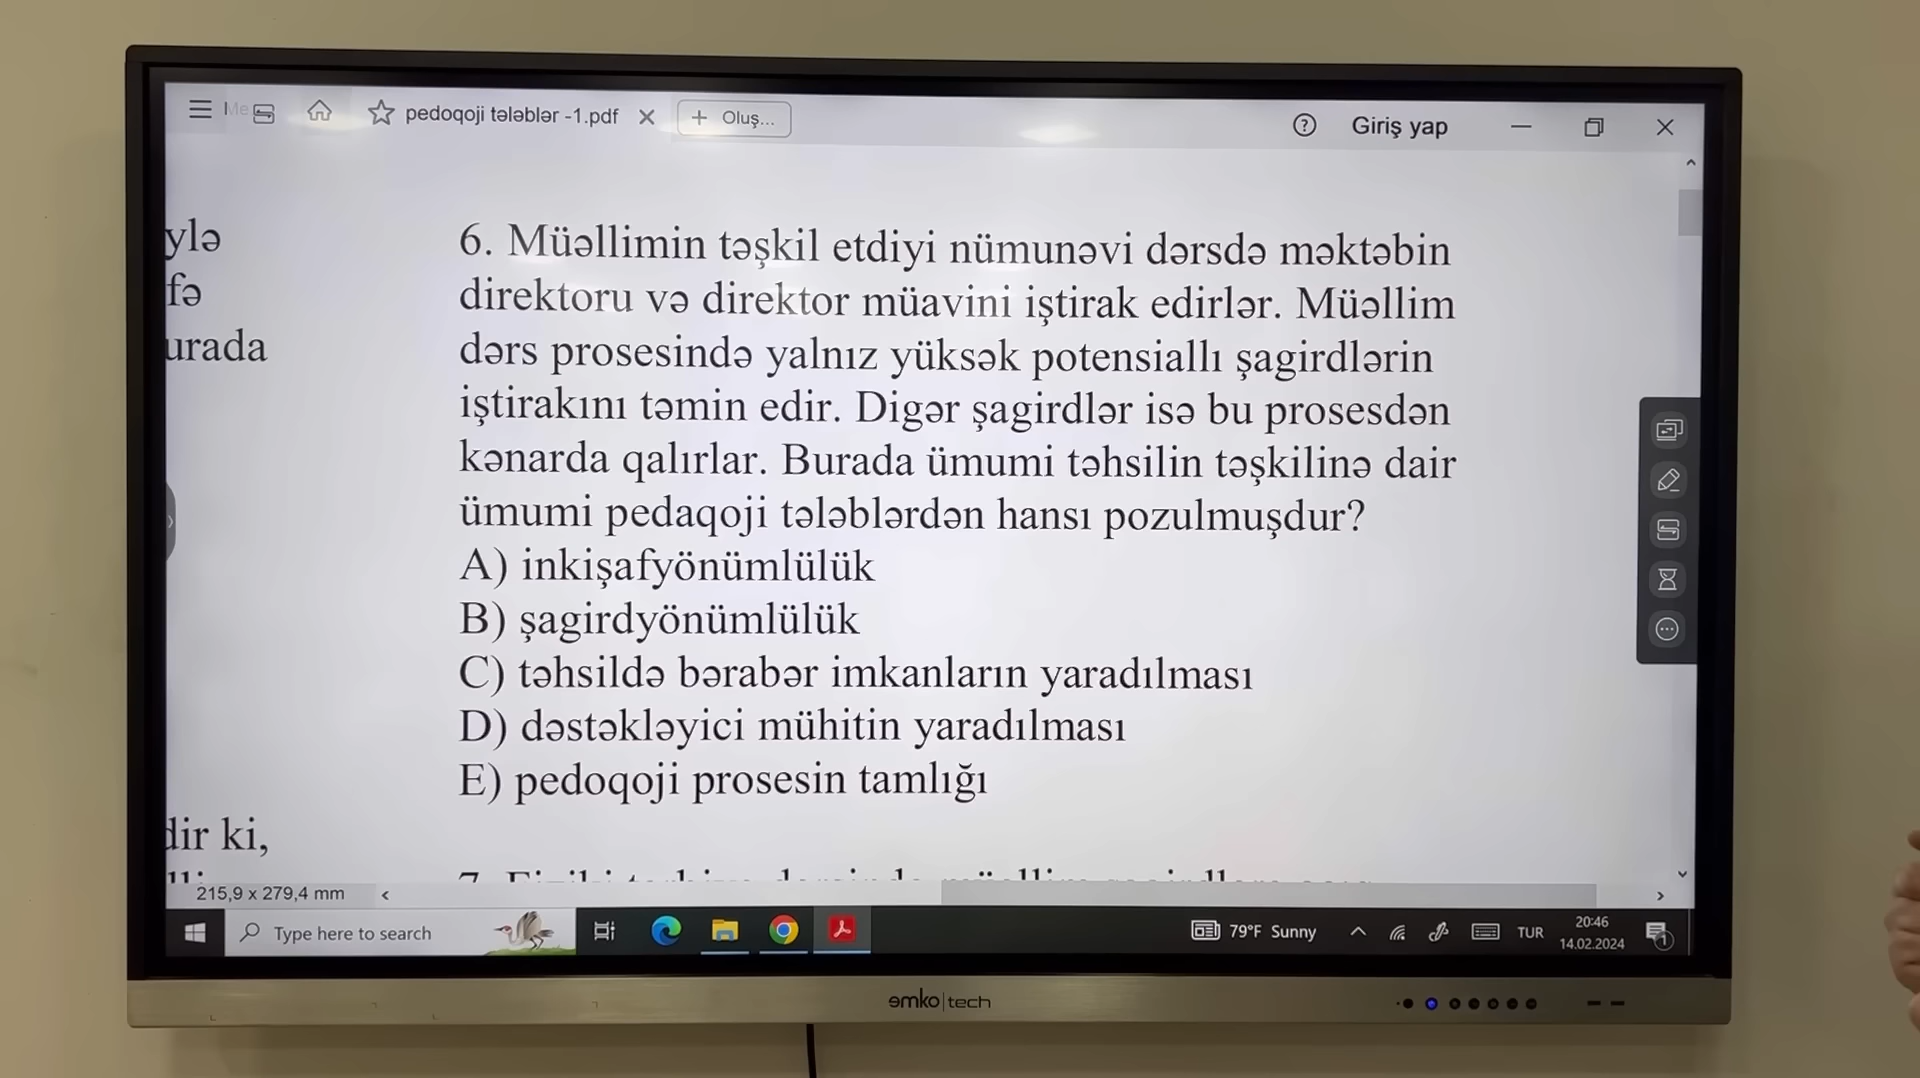 Me
pedoqoji tələblər -1.pdf
+ Oluş...
Giriş yap
ylə
fə
urada
6. Müəllimin təşkil etdiyi nümunəvi dərsdə məktəbin
direktoru və direktor müavini iştirak edirlər. Müəllim
dərs prosesində yalnız yüksək potensiallı şagirdlərin
iştirakını təmin edir. Digər şagirdlər isə bu prosesdən
kənarda qalırlar. Burada ümumi təhsilin təşkilinə dair
ümumi pedaqoji tələblərdən hansı pozulmuşdur?
A) inkişafyönümlülük
B) şagirdyönümlülük
C) təhsildə bərabər imkanların yaradılması
D) dəstəkləyici mühitin yaradılması
E) pedoqoji prosesin tamlığı
dir ki,
215,9 x 279,4 mm
Type here to search
79°F Sunny
TUR
20:46
14.02.2024
1
əmko|tech